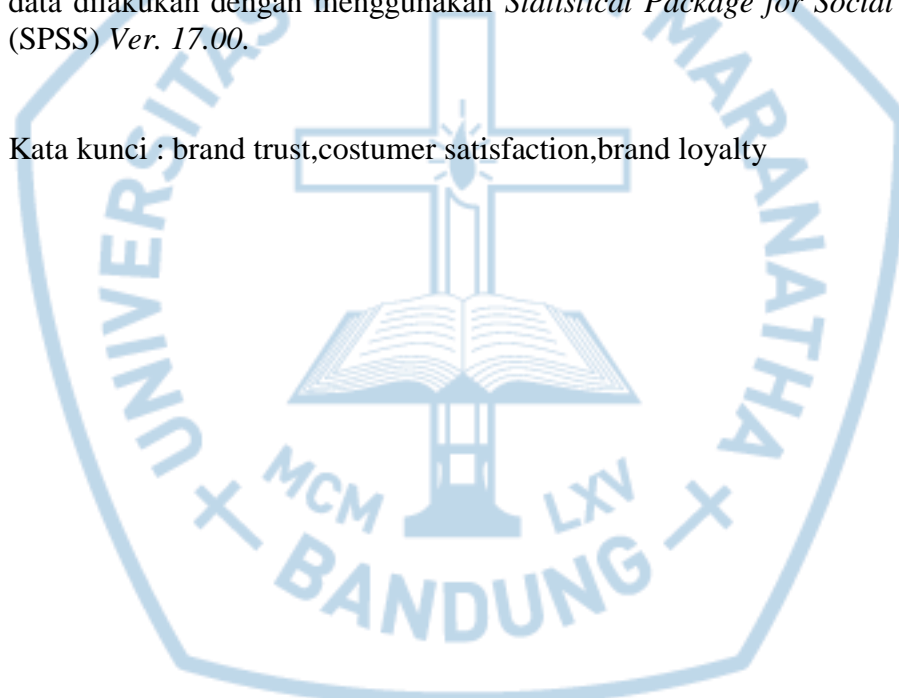 data dilakukan dengan menggunakan Statistical Package for Social
(SPSS) Ver. 17.00.
Kata kunci : brand trust,costumer satisfaction,brand loyalty
UNIVERSITAS
MARANATHA
MCM LXV
BANDUNG